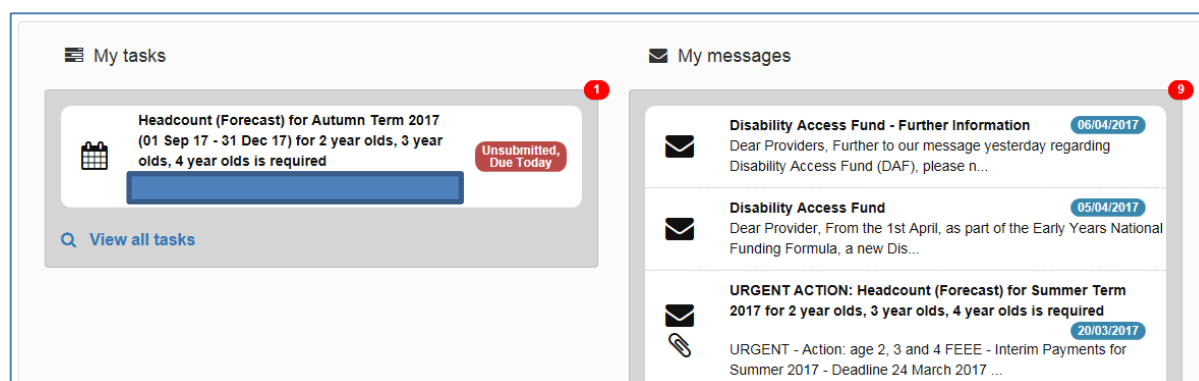 My tasks
1
Headcount (Forecast) for Autumn Term 2017
(01 Sep 17 - 31 Dec 17) for 2 year olds, 3 year
olds, 4 year olds is required
Unsubmitted,
Due Today
View all tasks
My messages
9
Disability Access Fund - Further Information 06/04/2017
Dear Providers, Further to our message yesterday regarding
Disability Access Fund (DAF), please n...
Disability Access Fund 05/04/2017
Dear Provider, From the 1st April, as part of the Early Years National
Funding Formula, a new Dis...
URGENT ACTION: Headcount (Forecast) for Summer Term
2017 for 2 year olds, 3 year olds, 4 year olds is required
20/03/2017
URGENT - Action: age 2, 3 and 4 FEEE - Interim Payments for
Summer 2017 - Deadline 24 March 2017 ...